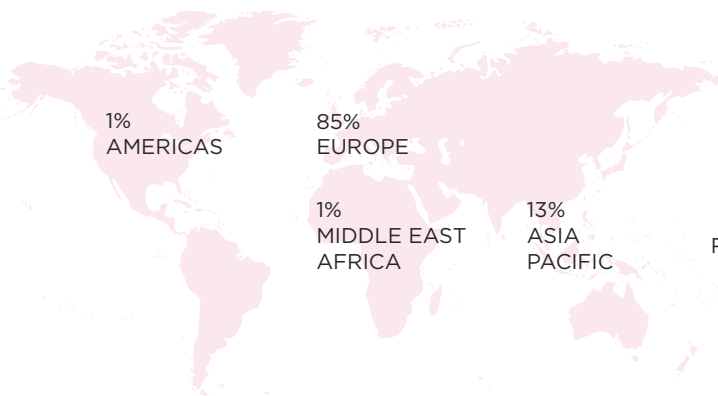 1%
AMERICAS
85%
EUROPE
1%
MIDDLE EAST
AFRICA
13%
ASIA
PACIFIC